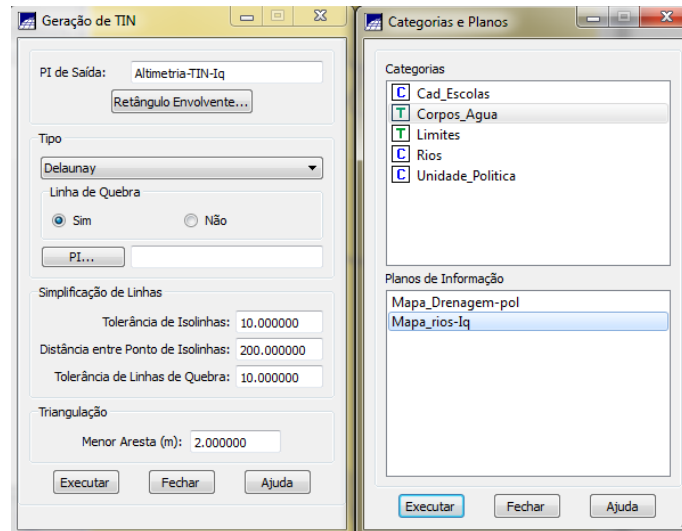 Geração de TIN
PI de Saída: Altimetria-TIN-Iq
Retângulo Envolvente...
Tipo
Delaunay
Linha de Quebra
Sim Não
PI...
Simplificação de Linhas
Tolerância de Isolinhas: 10.000000
Distância entre Ponto de Isolinhas: 200.000000
Tolerância de Linhas de Quebra: 10.000000
Triangulação
Menor Aresta (m): 2.000000
Executar Fechar Ajuda
Categorias e Planos
Categorias
C Cad_Escolas
T Corpos_Agua
T Limites
C Rios
C Unidade_Politica
Planos de Informação
Mapa_Drenagem-pol
Mapa_rios-Iq
Executar Fechar Ajuda